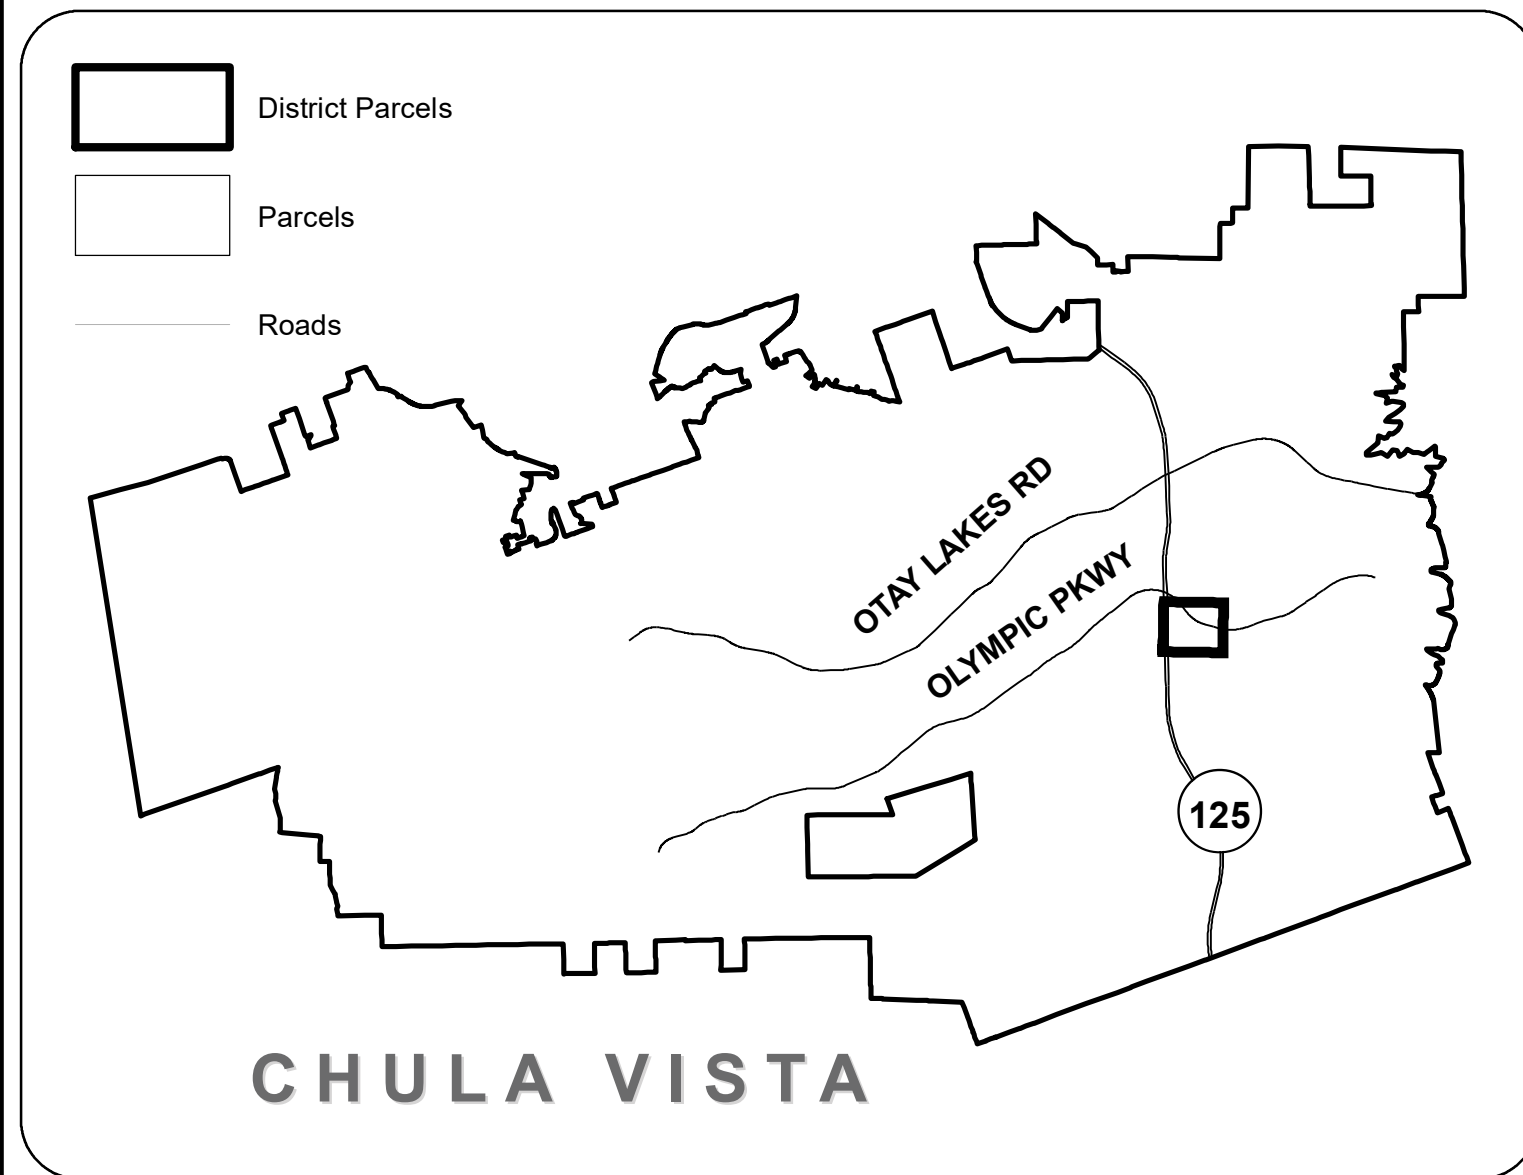 District Parcels
Parcels
Roads
OTAY LAKES RD
OLYMPIC PKWY
125
CHULA VISTA